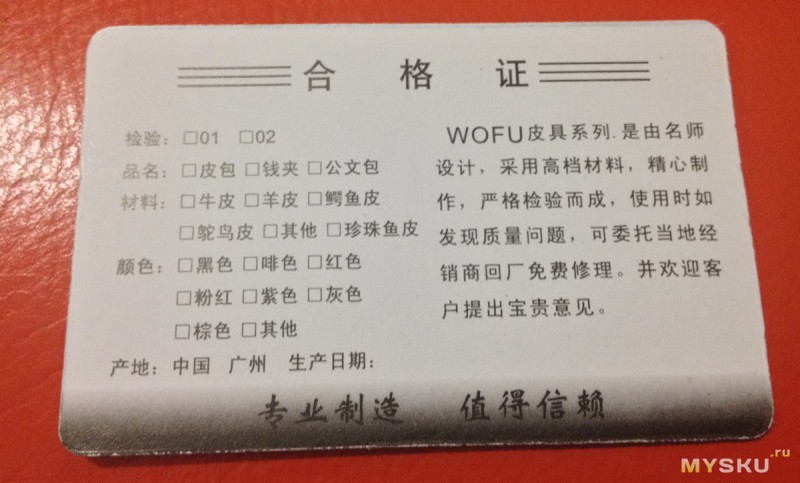 合格证
检验：□01 □02
品名：□皮包 □钱夹 □公文包
材料：□牛皮 □羊皮 □鳄鱼皮
□鸵鸟皮 □其他 □珍珠鱼皮
颜色：□黑色 □啡色 □红色
□粉红 □紫色 □灰色
□棕色 □其他
产地：中国 广州 生产日期：
WOFU皮具系列.是由名师
设计，采用高档材料，精心制
作，严格检验而成，使用时如
发现质量问题，可委托当地经
销商回厂免费修理。并欢迎客
户提出宝贵意见。
专业制造 值得信赖
MYSKU.ru